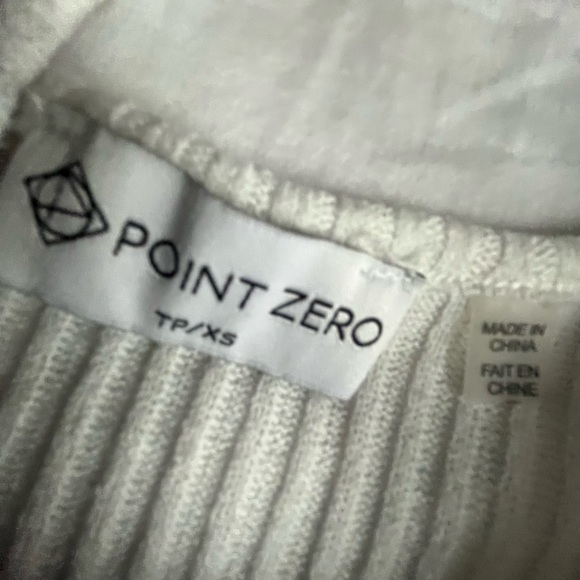 POINT ZERO
TP/XS
MADE IN
CHINA
FAIT EN
CHINE